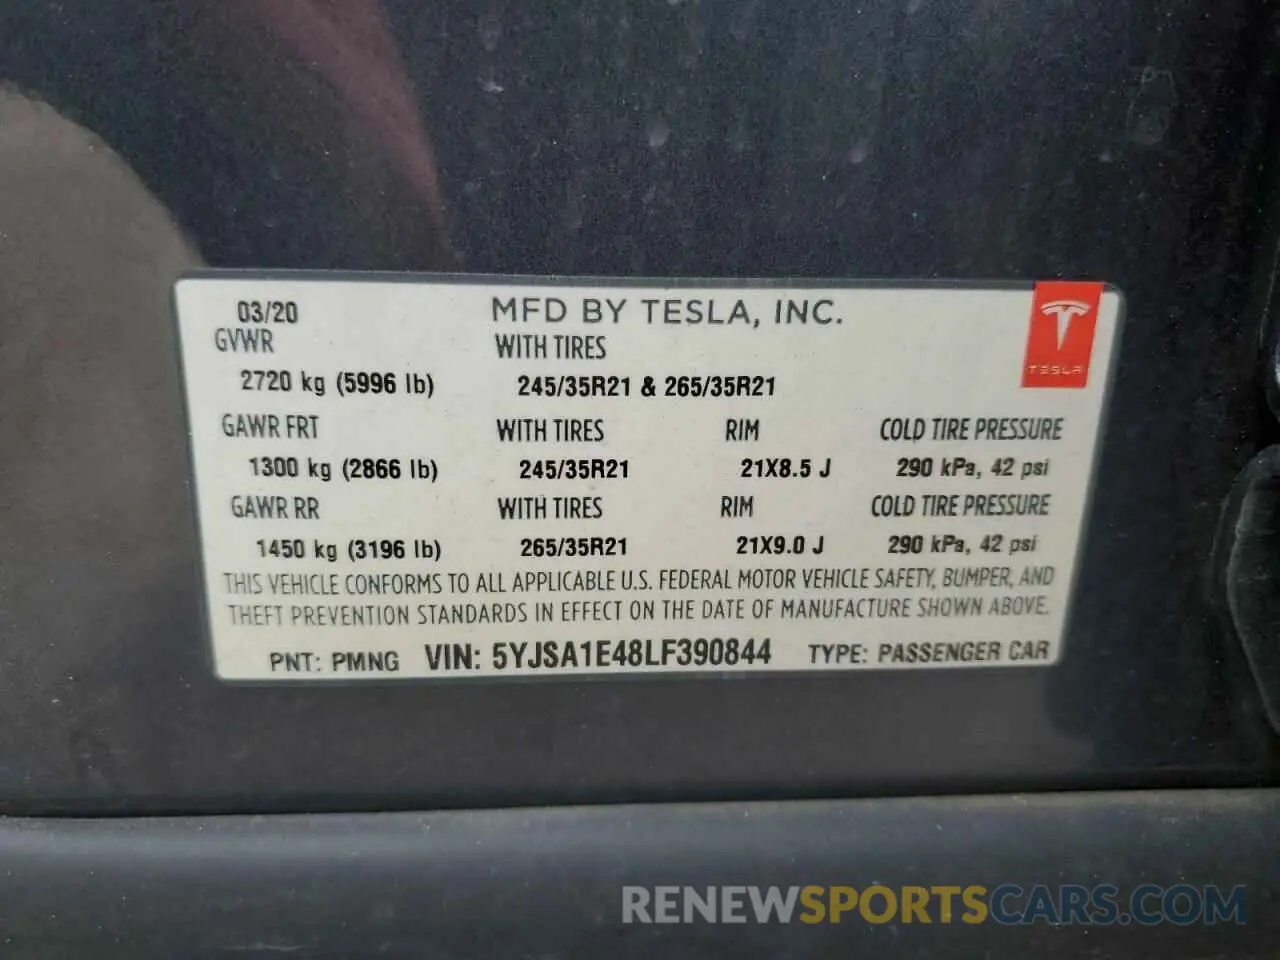 03/20 MFD BY TESLA, INC.
GVWR WITH TIRES
TESLA
2720 kg (5996 lb) 245/35R21 & 265/35R21
GAWR FRT WITH TIRES RIM COLD TIRE PRESSURE
1300 kg (2866 lb) 245/35R21 21X8.5 J 290 kPa, 42 psi
GAWR RR WITH TIRES RIM COLD TIRE PRESSURE
1450 kg (3196 lb) 265/35R21 21X9.0 J 290 kPa, 42 psi
THIS VEHICLE CONFORMS TO ALL APPLICABLE U.S. FEDERAL MOTOR VEHICLE SAFETY, BUMPER, AND
THEFT PREVENTION STANDARDS IN EFFECT ON THE DATE OF MANUFACTURE SHOWN ABOVE.
PNT: PMNG VIN: 5YJSA1E48LF390844 TYPE: PASSENGER CAR
RENEWSPORTSCARS.COM